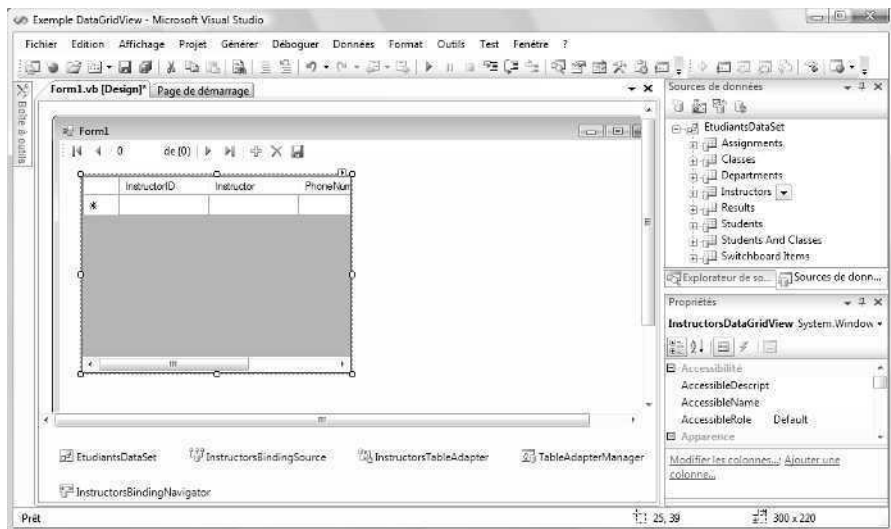 Exemple DataGridView - Microsoft Visual Studio
Fichier Edition Affichage Projet Générer Déboguer Données Format Outils Test Fenêtre ?
Form1.vb [Design]* Page de démarrage
Boîte à outils
Form1
0 de {0}
InstructorID Instructor PhoneNum
EtudiantsDataSet InstructorsBindingSource InstructorsTableAdapter TableAdapterManager
InstructorsBindingNavigator
Sources de données
EtudiantsDataSet
Assignments
Classes
Departments
Instructors
Results
Students
Students And Classes
Switchboard Items
Explorateur de so... Sources de donn...
Propriétés
InstructorsDataGridView System.Window
Accessibilité
AccessibleDescript
AccessibleName
AccessibleRole Default
Apparence
Modifier les colonnes..., Ajouter une
colonne...
Prêt 25, 39 300 x 220